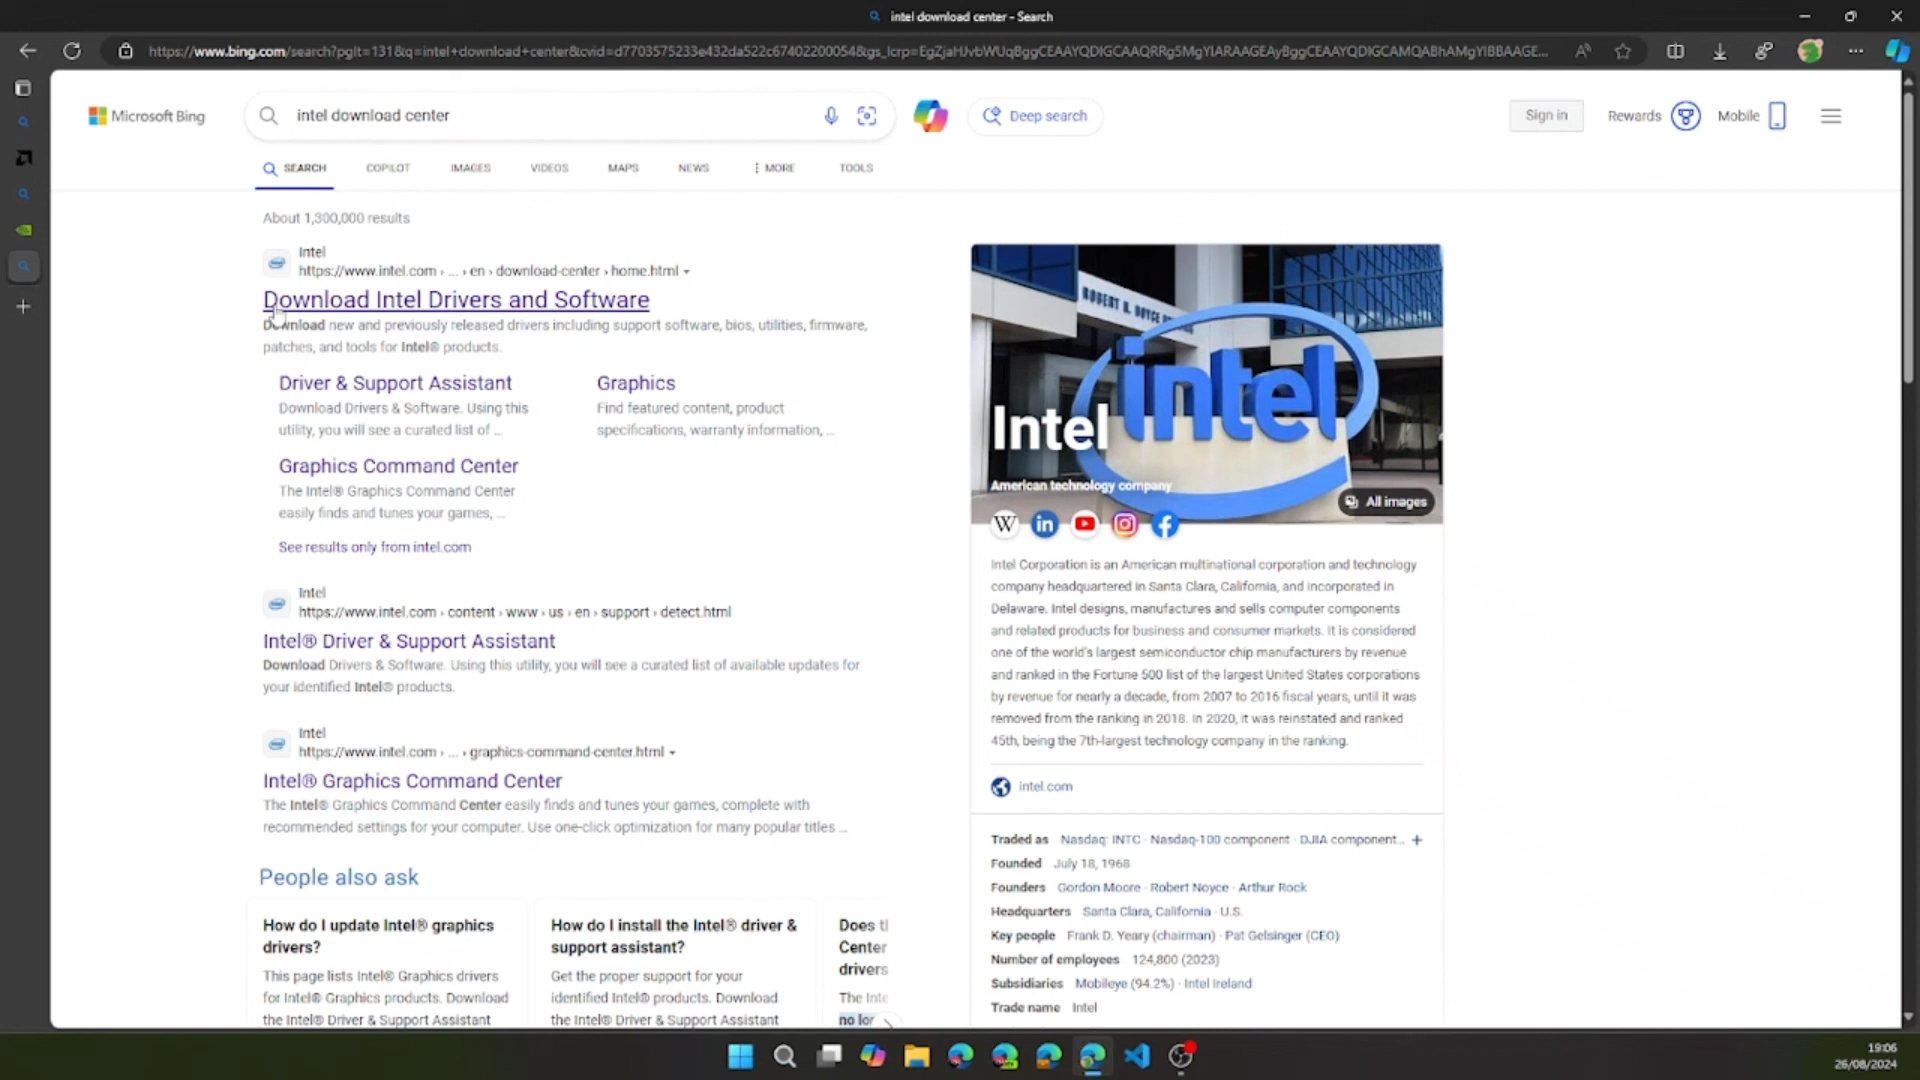 intel download center - Search
https://www.bing.com/search?pglt=131&q=intel+download+center&cvid=d7703575233e432da522c67402200054&gs_lcrp=EgZjaHJvbWUqBggCEAAYQDIGCAAQRRg5MgYIARAAGEAyBggCEAAYQDIGCAMQABhAMgYIBBAAGE...
Microsoft Bing
intel download center
Deep search
Sign in
Rewards
Mobile
SEARCH
COPILOT
IMAGES
VIDEOS
MAPS
NEWS
MORE
TOOLS
About 1,300,000 results
Intel
https://www.intel.com › ... › en › download-center › home.html
Download Intel Drivers and Software
Download new and previously released drivers including support software, bios, utilities, firmware,
patches, and tools for Intel® products.
Driver & Support Assistant
Download Drivers & Software. Using this
utility, you will see a curated list of ...
Graphics
Find featured content, product
specifications, warranty information, ...
Graphics Command Center
The Intel® Graphics Command Center
easily finds and tunes your games, ...
See results only from intel.com
Intel
https://www.intel.com › content › www › us › en › support › detect.html
Intel® Driver & Support Assistant
Download Drivers & Software. Using this utility, you will see a curated list of available updates for
your identified Intel® products.
Intel
https://www.intel.com › ... › graphics-command-center.html
Intel® Graphics Command Center
The Intel® Graphics Command Center easily finds and tunes your games, complete with
recommended settings for your computer. Use one-click optimization for many popular titles ...
People also ask
How do I update Intel® graphics
drivers?
This page lists Intel® Graphics drivers
for Intel® Graphics products. Download
the Intel® Driver & Support Assistant
How do I install the Intel® driver &
support assistant?
Get the proper support for your
identified Intel® products. Download
the Intel® Driver & Support Assistant
Does t
Center
drivers
The Inte
no lo
ROBERT N. NOYCE
intel
Intel
American technology company
All images
W
in
Intel Corporation is an American multinational corporation and technology
company headquartered in Santa Clara, California, and incorporated in
Delaware. Intel designs, manufactures and sells computer components
and related products for business and consumer markets. It is considered
one of the world's largest semiconductor chip manufacturers by revenue
and ranked in the Fortune 500 list of the largest United States corporations
by revenue for nearly a decade, from 2007 to 2016 fiscal years, until it was
removed from the ranking in 2018. In 2020, it was reinstated and ranked
45th, being the 7th-largest technology company in the ranking.
intel.com
Traded as Nasdaq: INTC · Nasdaq-100 component · DJIA component...
Founded July 18, 1968
Founders Gordon Moore · Robert Noyce · Arthur Rock
Headquarters Santa Clara, California · U.S.
Key people Frank D. Yeary (chairman) · Pat Gelsinger (CEO)
Number of employees 124,800 (2023)
Subsidiaries Mobileye (94.2%) · Intel Ireland
Trade name Intel
19:06
26/08/2024